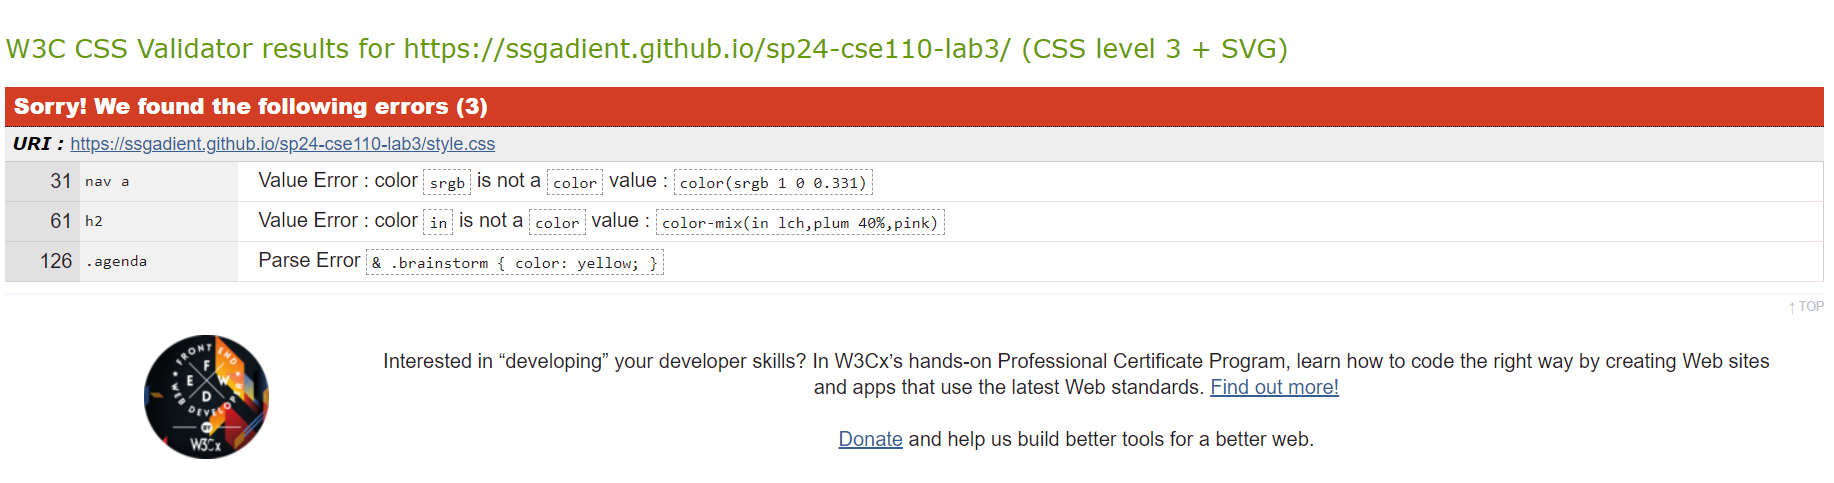 W3C CSS Validator results for https://ssgadient.github.io/sp24-cse110-lab3/ (CSS level 3 + SVG)
Sorry! We found the following errors (3)
URI : https://ssgadient.github.io/sp24-cse110-lab3/style.css
31 nav a Value Error : color srgb is not a color value : color(srgb 1 0 0.331)
61 h2 Value Error : color in is not a color value : color-mix(in lch,plum 40%,pink)
126 .agenda Parse Error & .brainstorm { color: yellow; }
↑ TOP
FRONT END
WEB DEVELOPER
F
E W
D
BY
W3Cx
Interested in “developing” your developer skills? In W3Cx’s hands-on Professional Certificate Program, learn how to code the right way by creating Web sites
and apps that use the latest Web standards. Find out more!
Donate and help us build better tools for a better web.